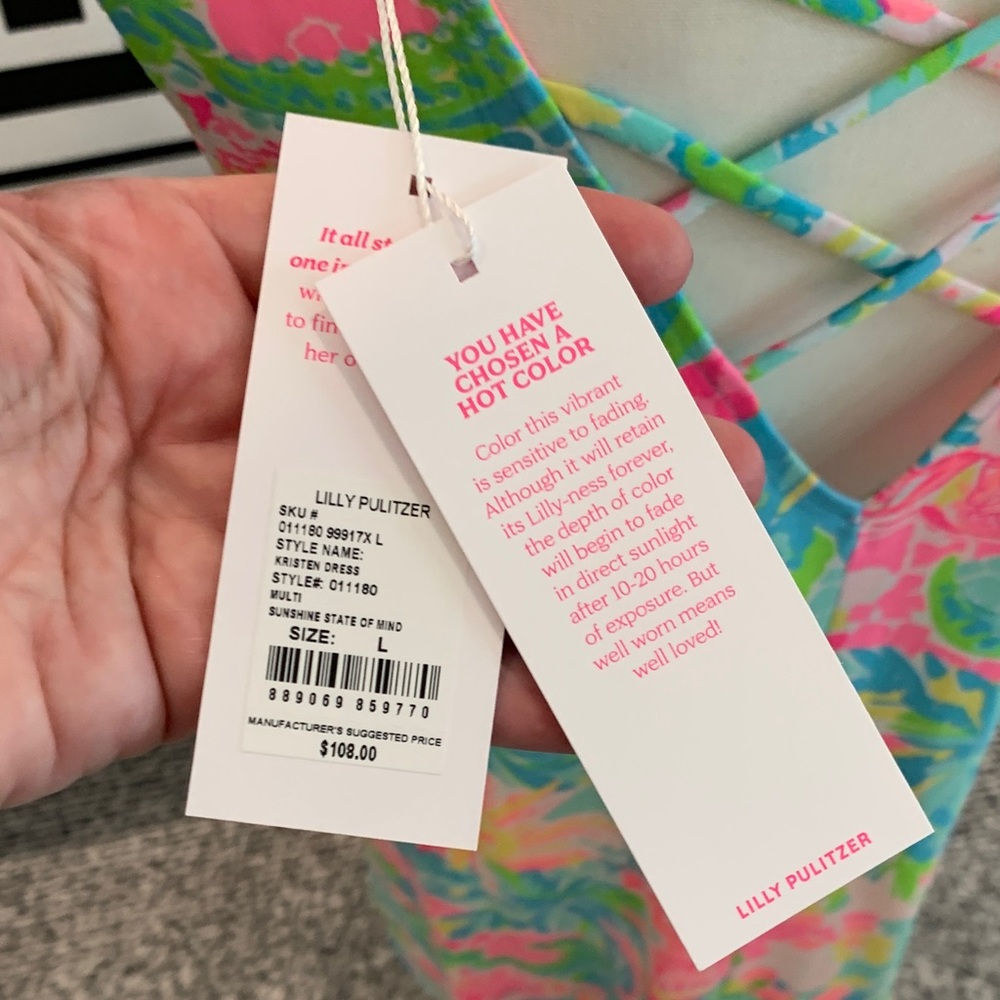 It all
one
to
her
LILLY PULITZER
SKU #
011180 99917X L
STYLE NAME:
KRISTEN DRESS
STYLE#: 011180
MULTI
SUNSHINE STATE OF MIND
SIZE: L
8 89069 859770
MANUFACTURER'S SUGGESTED PRICE
$108.00
YOU HAVE
CHOSEN A
HOT COLOR
Color this vibrant
is sensitive to fading.
Although it will retain
its Lilly-ness forever,
the depth of color
will begin to fade
in direct sunlight
after 10-20 hours
of exposure. But
well worn means
well loved!
LILLY PULITZER